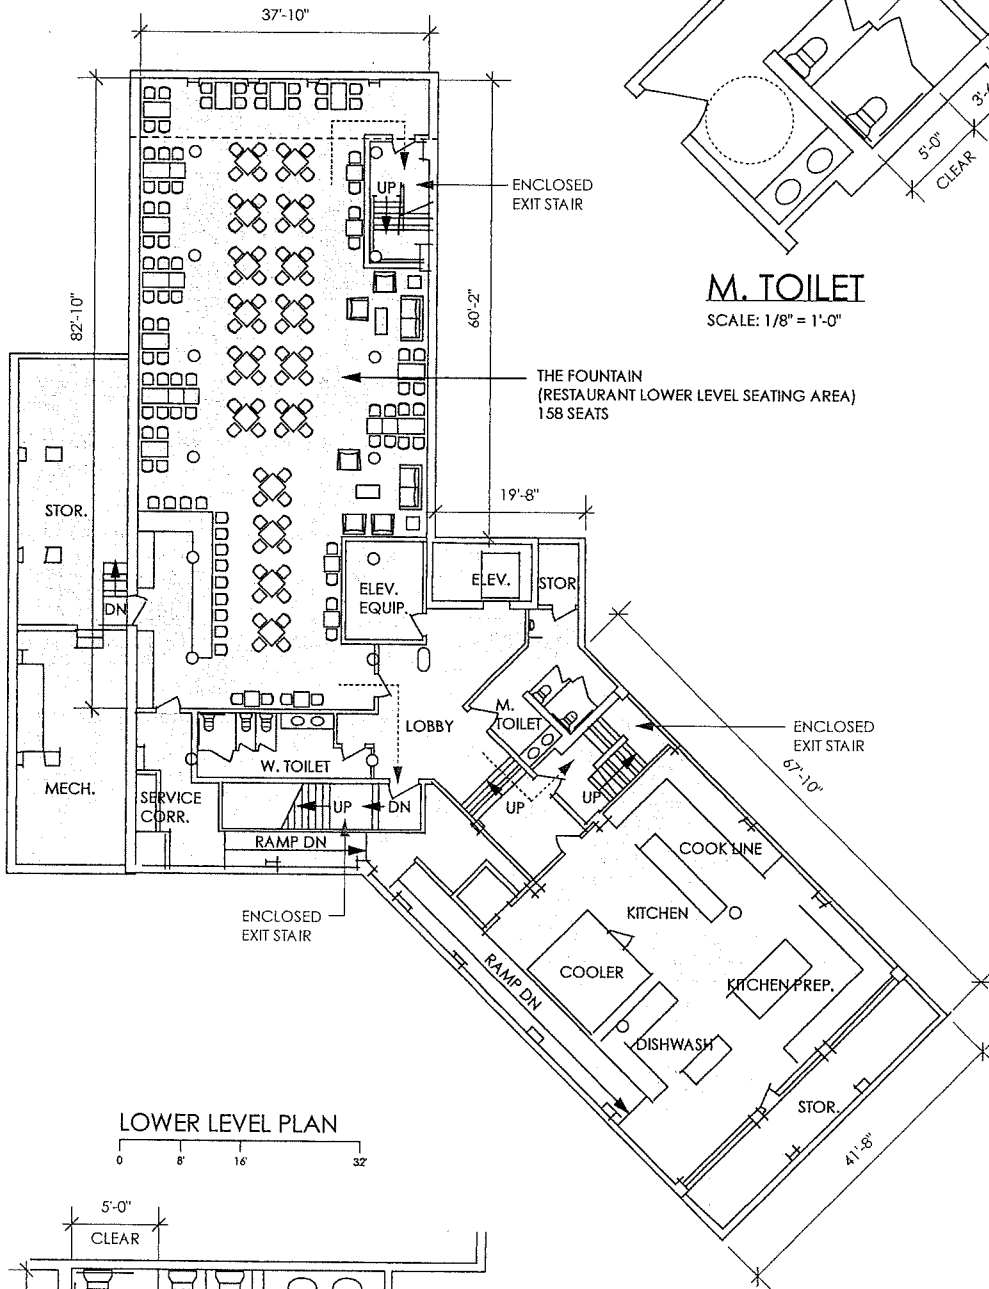 37'-10"
3'-
5'-0"
CLEAR
ENCLOSED
EXIT STAIR
UP
M. TOILET
SCALE: 1/8" = 1'-0"
82'-10"
60'-2"
THE FOUNTAIN
(RESTAURANT LOWER LEVEL SEATING AREA)
158 SEATS
19'-8"
STOR.
ELEV.
EQUIP.
ELEV.
STOR
DN
M.
TOILET
LOBBY
ENCLOSED
EXIT STAIR
W. TOILET
67'-10"
MECH.
SERVICE
CORR.
UP
DN
UP
UP
RAMP DN
COOK LINE
ENCLOSED
EXIT STAIR
KITCHEN
COOLER
RAMP DN
KITCHEN PREP.
DISHWASH
STOR.
41'-8"
LOWER LEVEL PLAN
0 8' 16' 32'
5'-0"
CLEAR